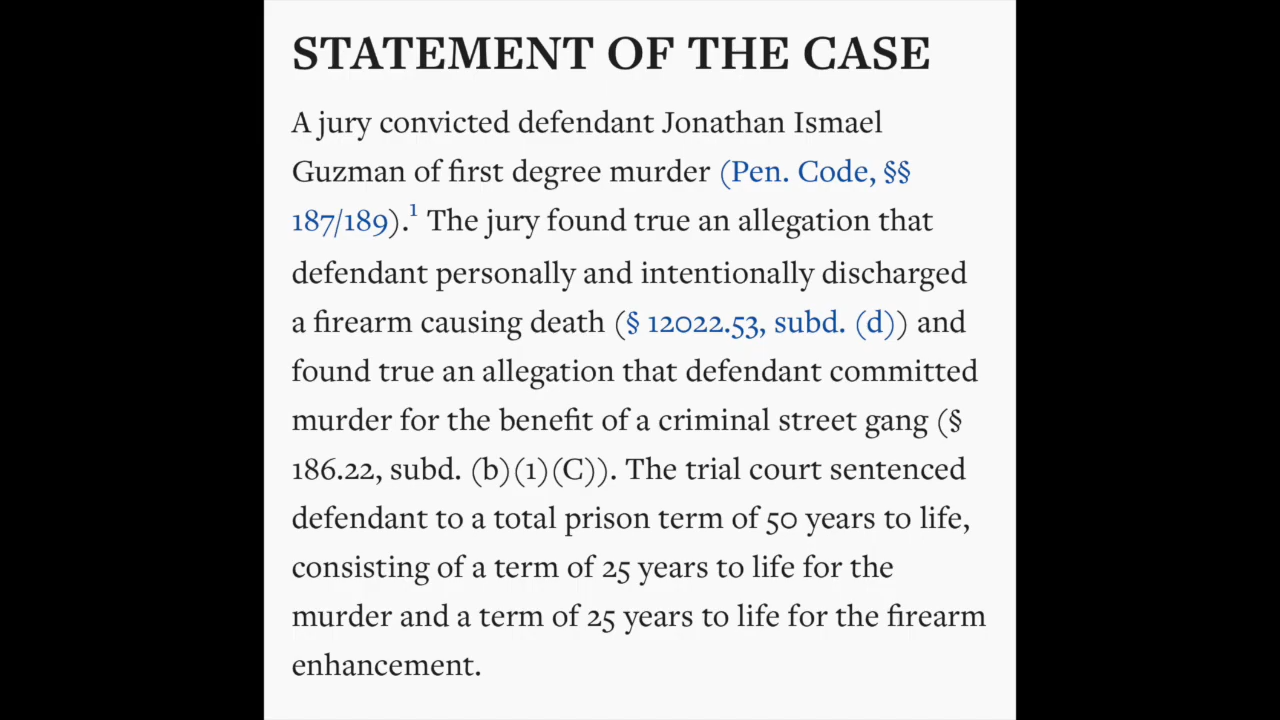 STATEMENT OF THE CASE
A jury convicted defendant Jonathan Ismael
Guzman of first degree murder (Pen. Code, §§
187/189).1 The jury found true an allegation that
defendant personally and intentionally discharged
a firearm causing death (§ 12022.53, subd. (d)) and
found true an allegation that defendant committed
murder for the benefit of a criminal street gang (§
186.22, subd. (b)(1)(C)). The trial court sentenced
defendant to a total prison term of 50 years to life,
consisting of a term of 25 years to life for the
murder and a term of 25 years to life for the firearm
enhancement.